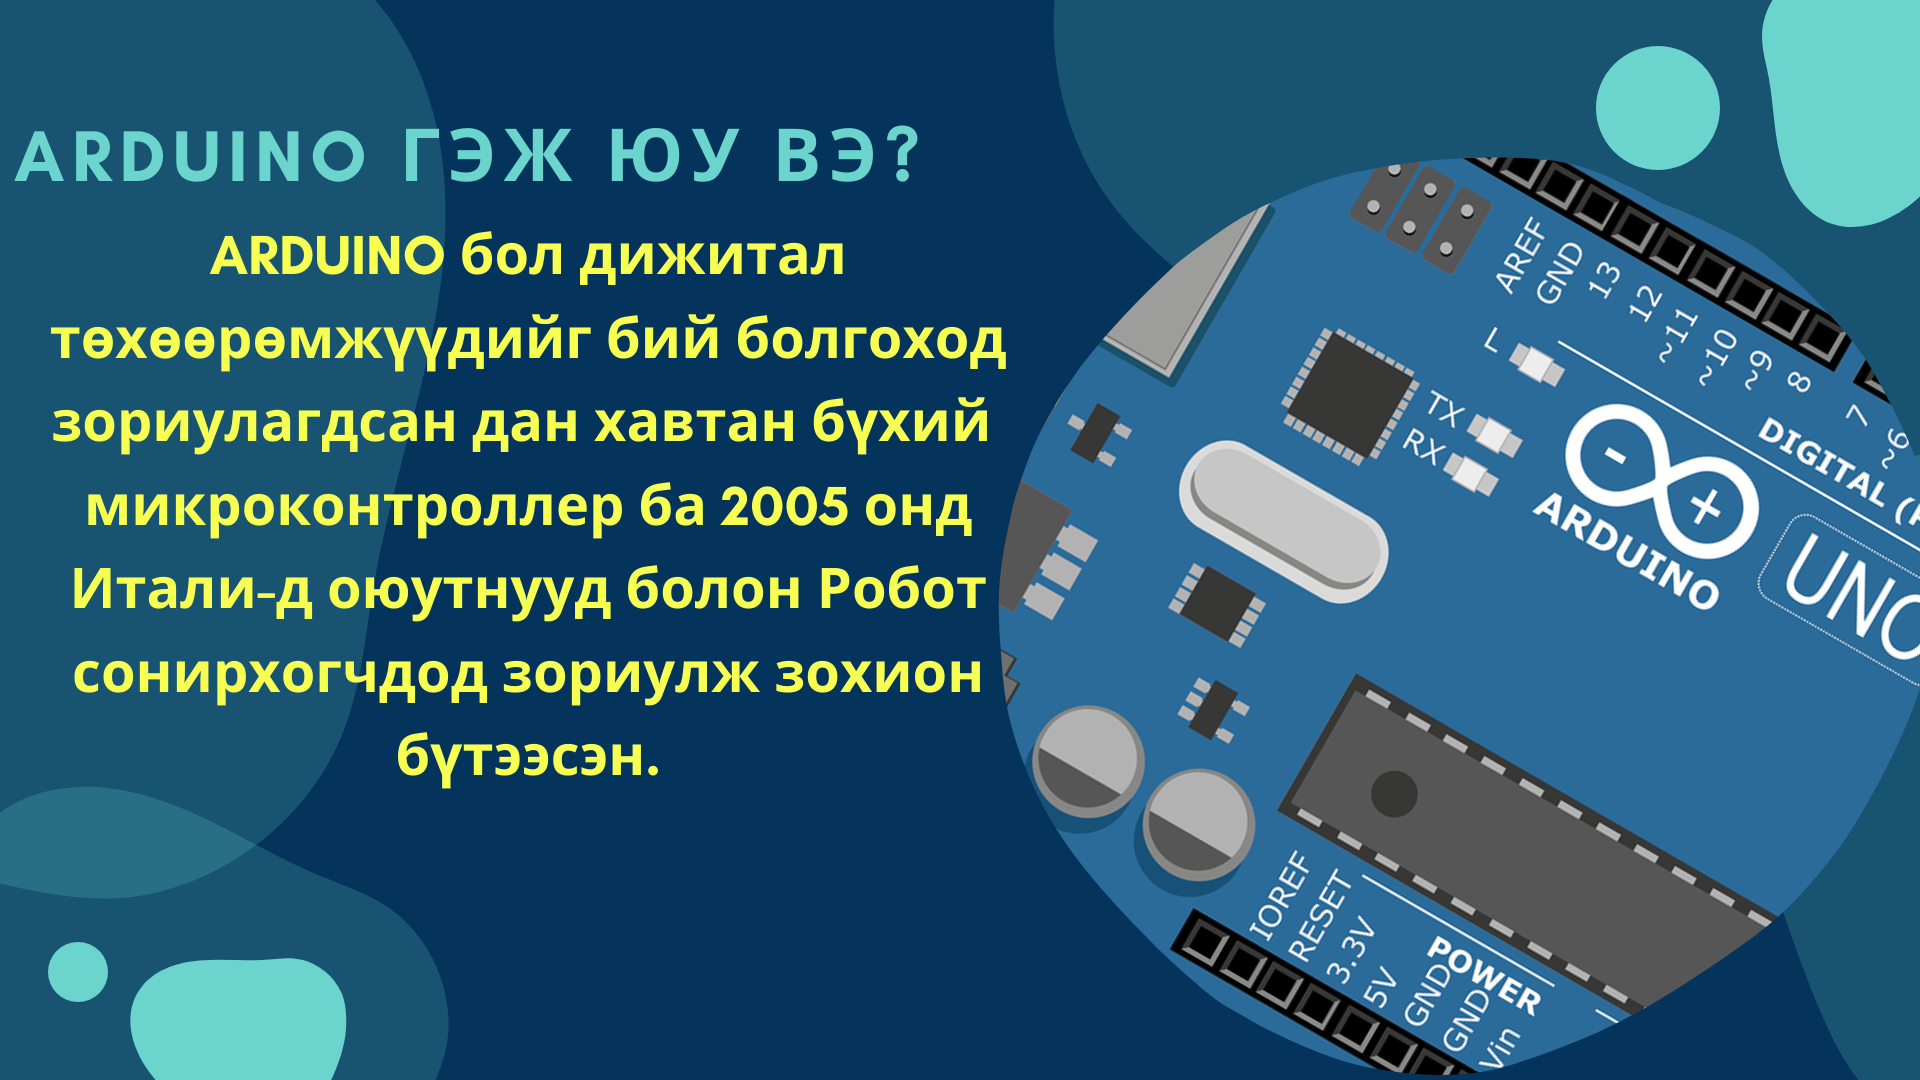 ARDUINO ГЭЖ ЮУ ВЭ?
ARDUINO бол дижитал
төхөөрөмжүүдийг бий болгоход
зориулагдсан дан хавтан бүхий
микроконтроллер ба 2005 онд
Итали-д оюутнууд болон Робот
сонирхогчдод зориулж зохион
бүтээсэн.
AREF
GND
13
12
~11
~10
~9
8
7
~6
L
TX
RX
DIGITAL (
ARDUINO
UNO
IOREF
RESET
3.3V
5V
GND
GND
Vin
POWER